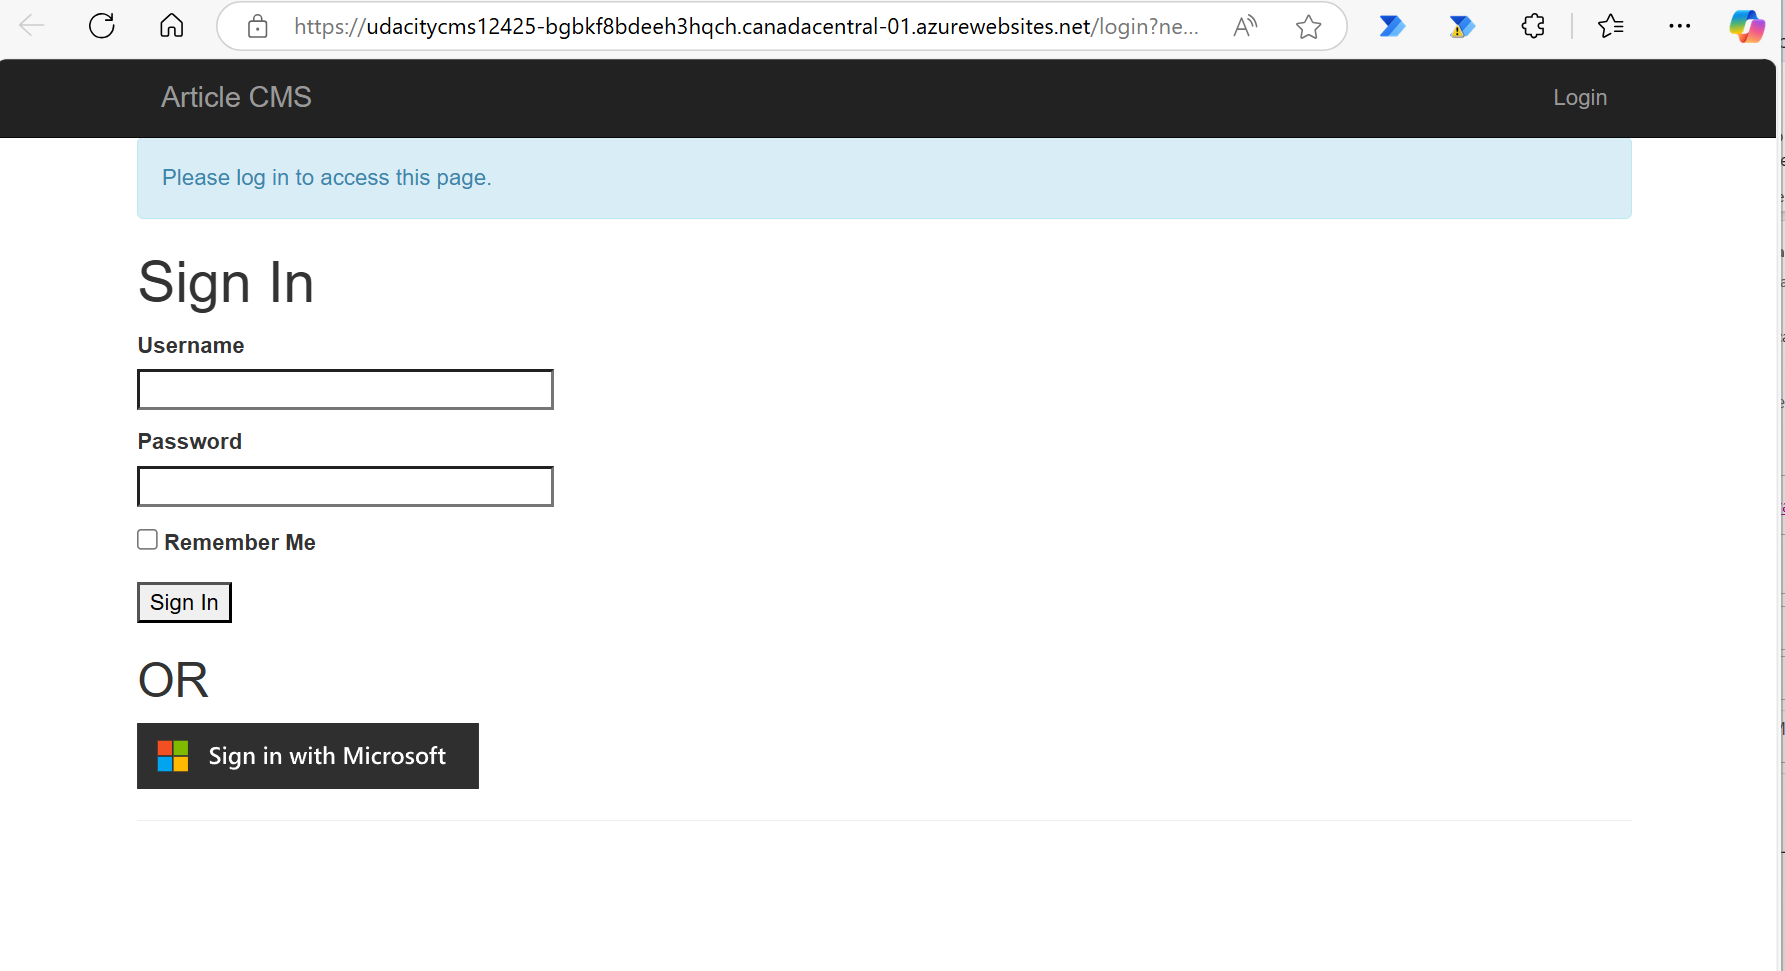 https://udacitycms12425-bgbkf8bdeeh3hqch.canadacentral-01.azurewebsites.net/login?ne...
Article CMS
Login
Please log in to access this page.
Sign In
Username
Password
Remember Me
Sign In
OR
Sign in with Microsoft